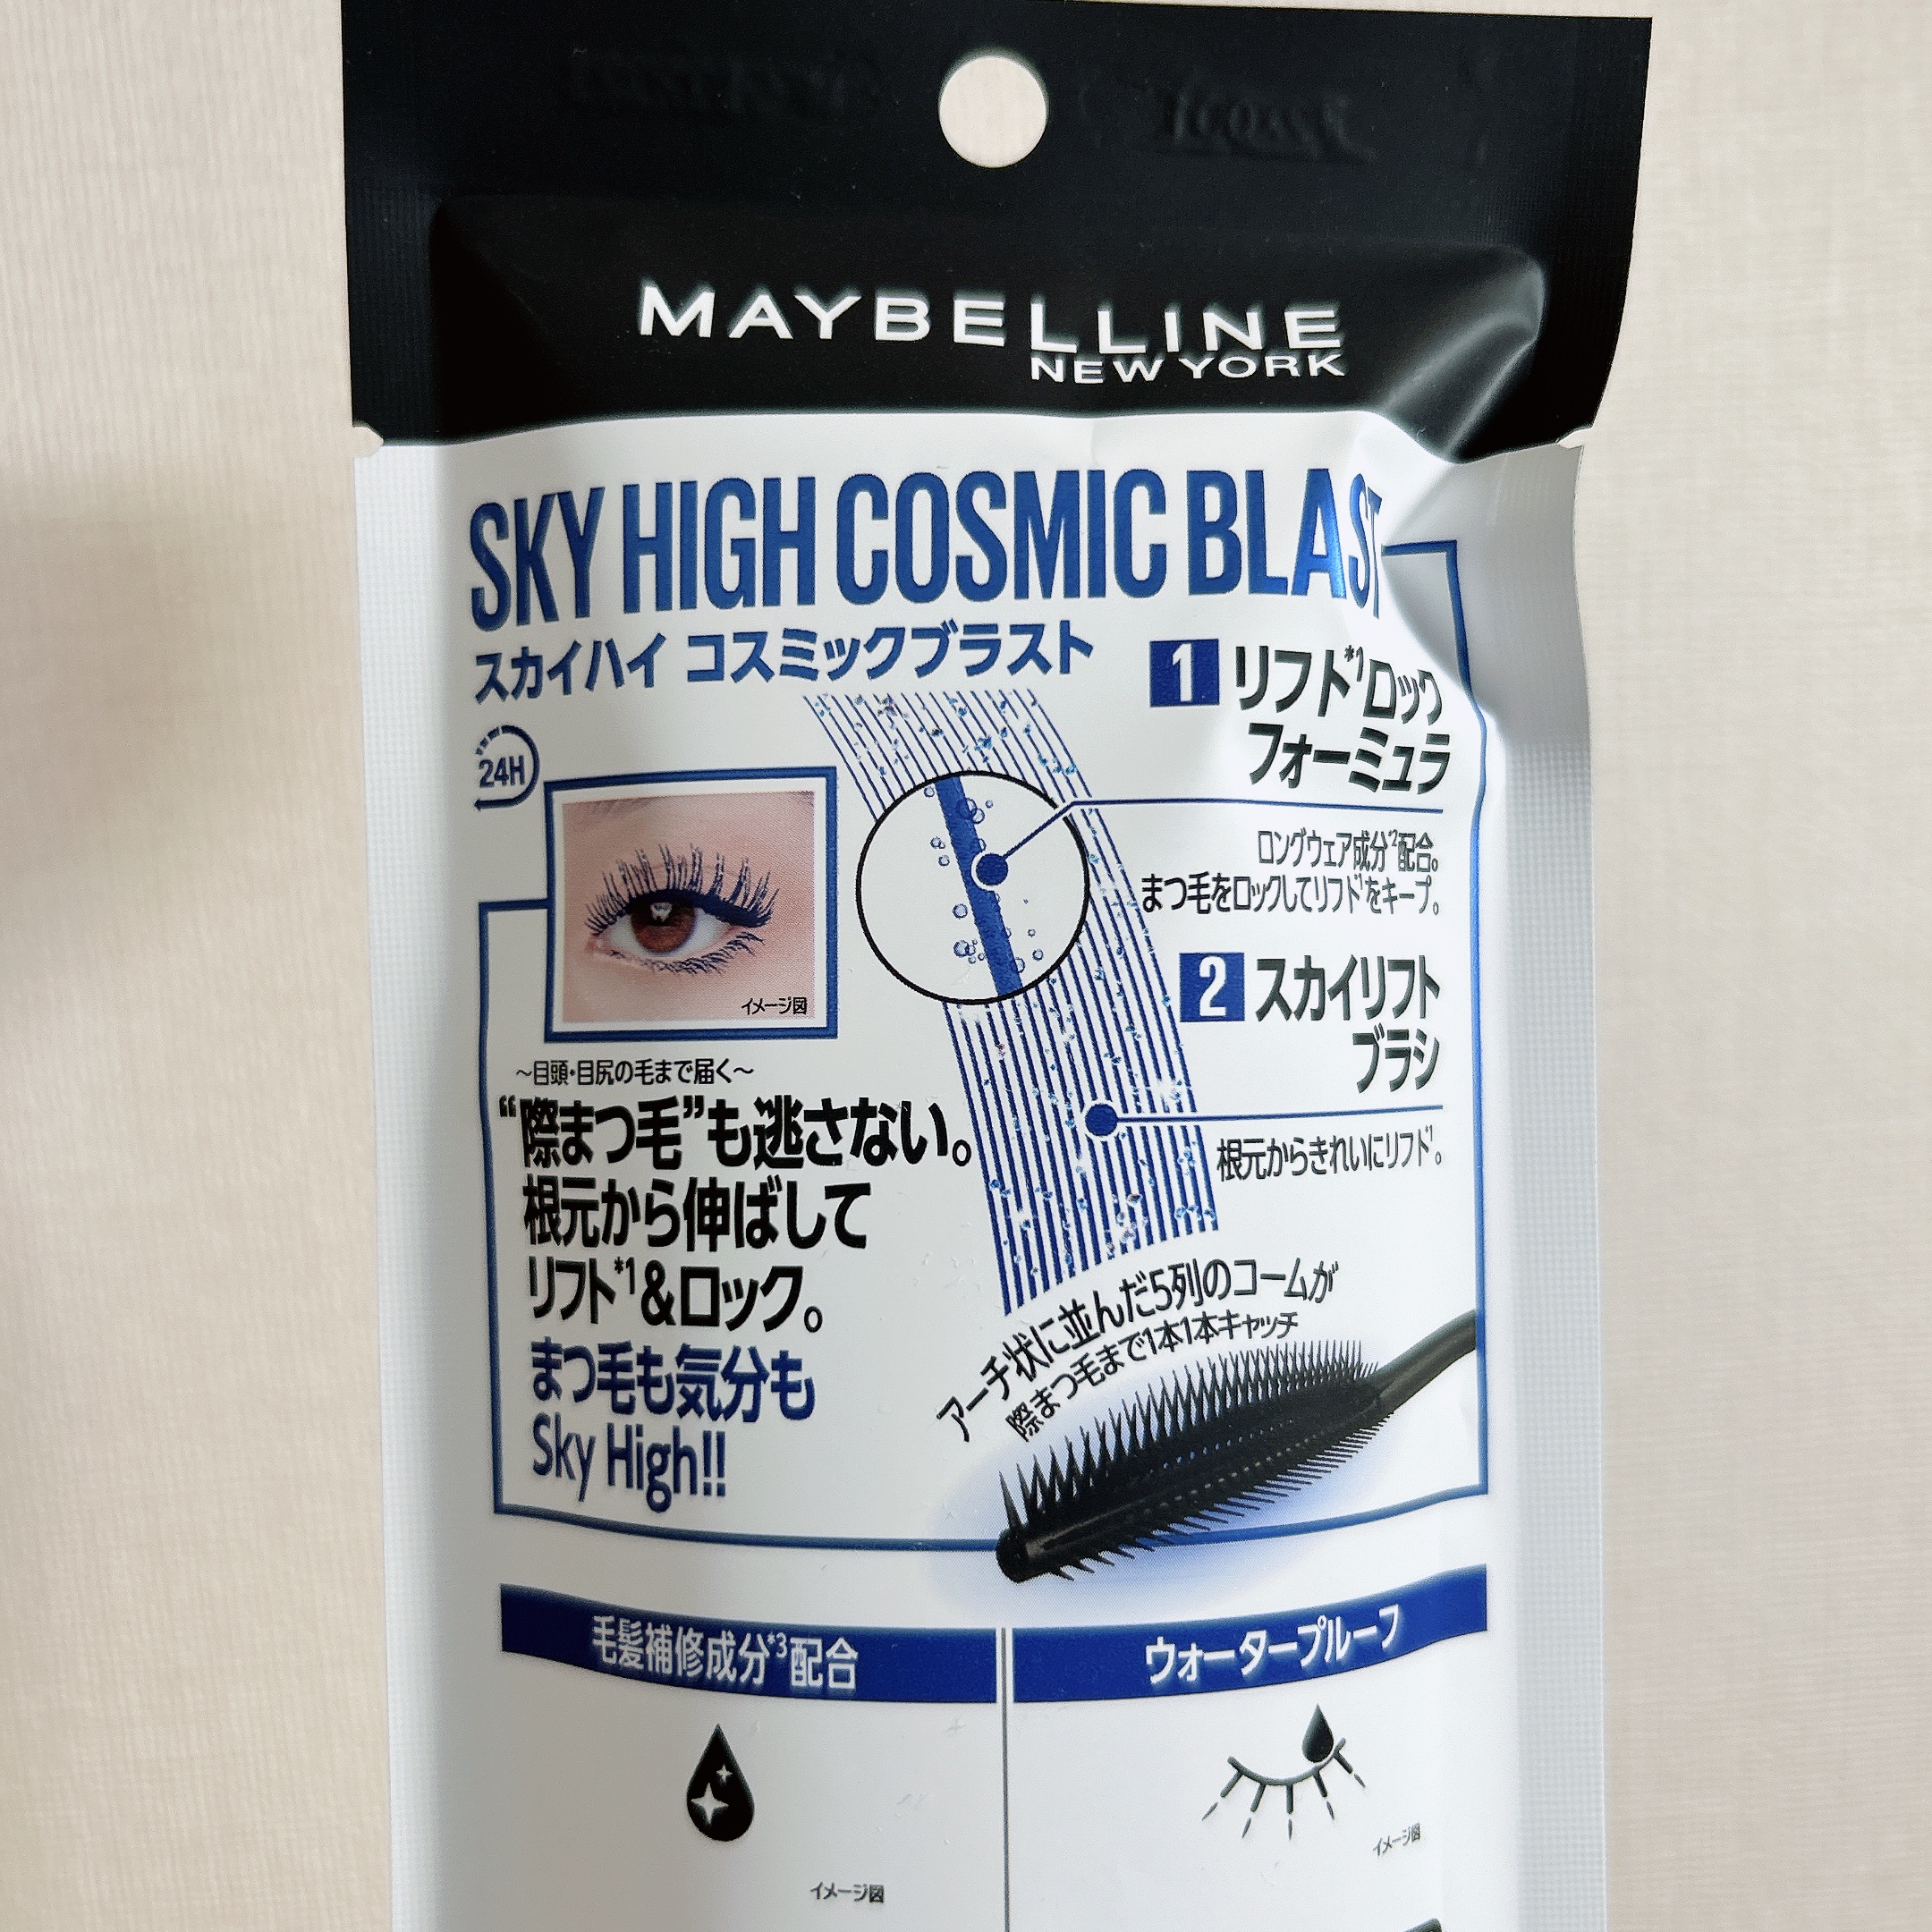 MAYBELLINE
NEW YORK
SKY HIGH COSMIC BLAST
スカイハイ コスミックブラスト
24H
イメージ図
～目頭・目尻の毛まで届く～
“際まつ毛”も逃さない。
根元から伸ばして
リフト*1&ロック。
まつ毛も気分も
Sky High!!
1 リフト*1ロック
フォーミュラ
ロングウェア成分*2配合。
まつ毛をロックしてリフト*1をキープ。
2 スカイリフト
ブラシ
根元からきれいにリフト*1。
アーチ状に並んだ5列のコームが
際まつ毛まで1本1本キャッチ
毛髪補修成分*3配合
イメージ図
ウォータープルーフ
イメージ図